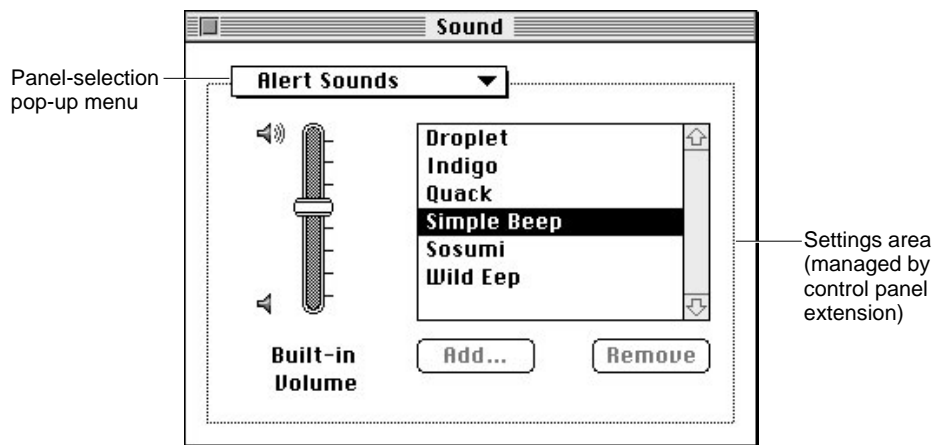 Sound
Panel-selection
pop-up menu
Alert Sounds
Droplet
Indigo
Quack
Simple Beep
Sosumi
Wild Eep
Settings area
(managed by
control panel
extension)
Built-in
Volume
Add...
Remove